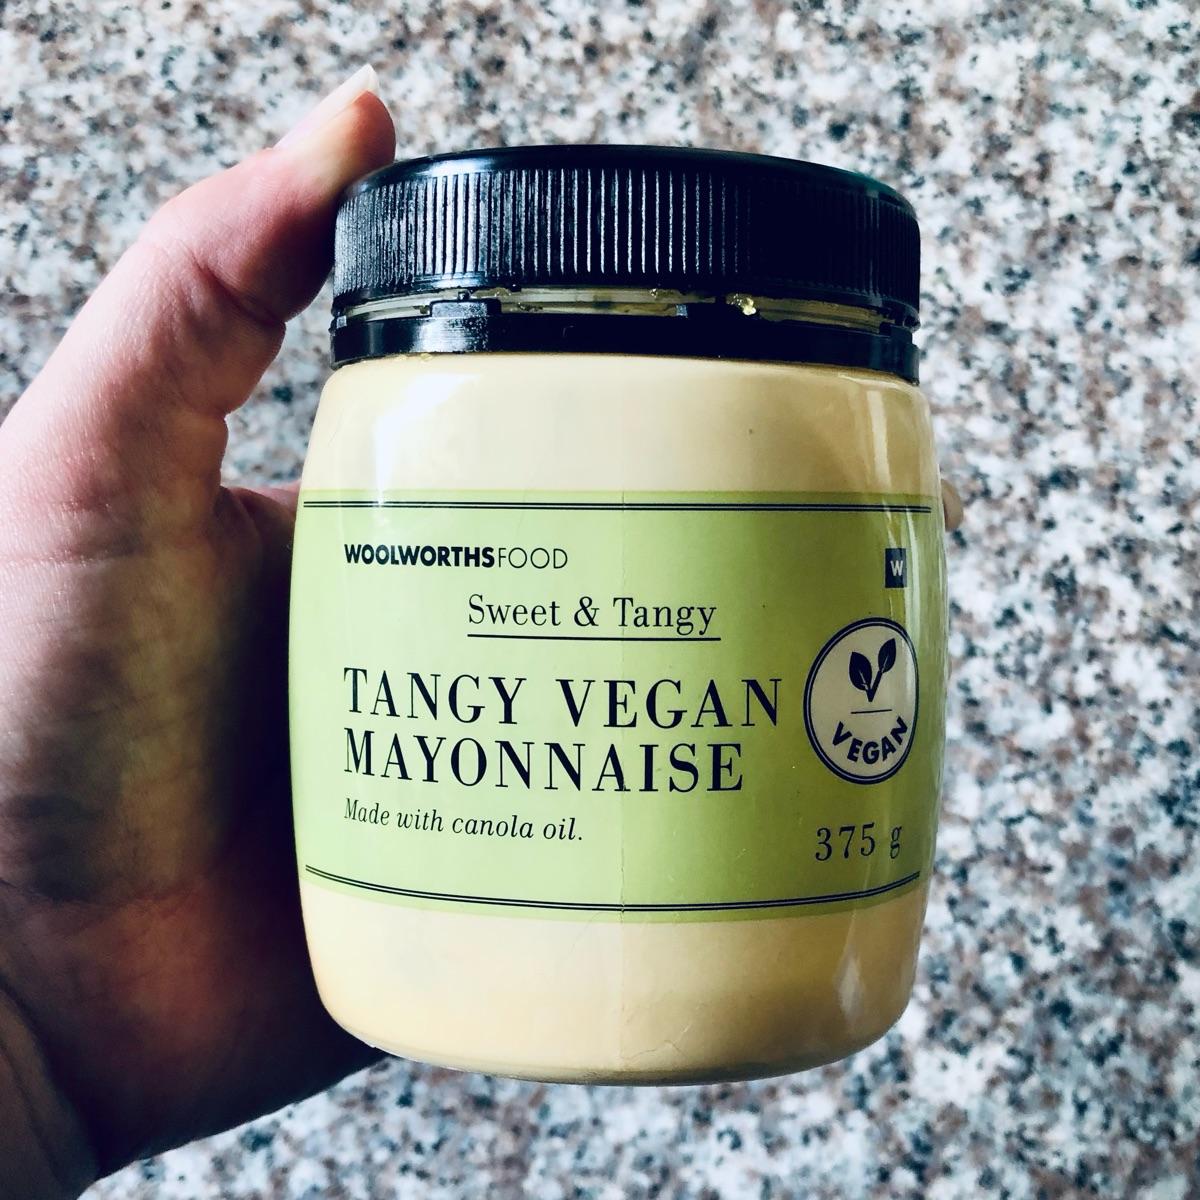 WOOLWORTHSFOOD
W
Sweet & Tangy
TANGY VEGAN
MAYONNAISE
Made with canola oil.
VEGAN
375 g